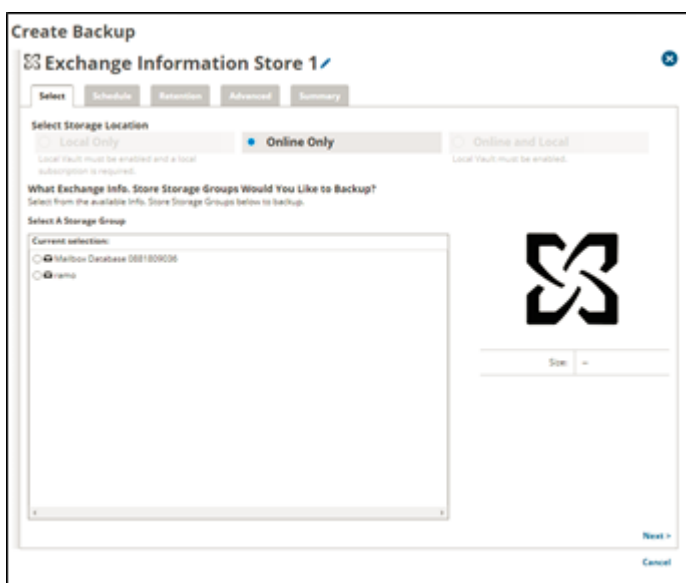 Create Backup
Exchange Information Store 1
Select Schedule Retention Advanced Summary
Select Storage Location
Local Only Online Only Online and Local
Local Vault must be enabled and a local Local Vault must be enabled.
subscription is required.
What Exchange Info. Store Storage Groups Would You Like to Backup?
Select from the available Info. Store Storage Groups below to backup.
Select A Storage Group
Current selection:
Mailbox Database 0881809036
ramo
Size: --
Next >
Cancel